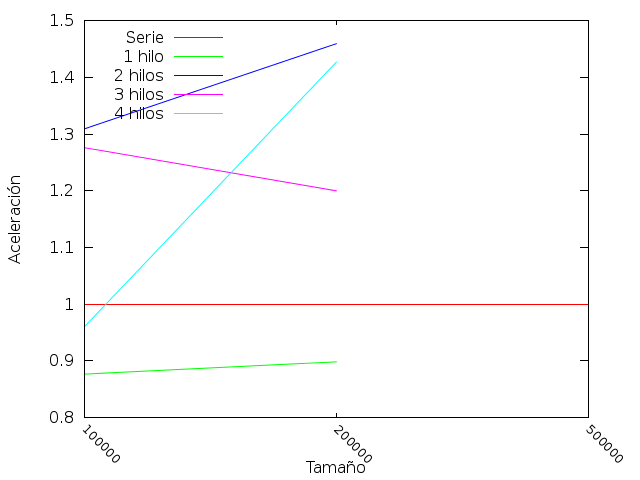 1.5
1.4
1.3
1.2
1.1
1
0.9
0.8
Serie
1 hilo
2 hilos
3 hilos
4 hilos
Aceleración
100000
200000
500000
Tamaño